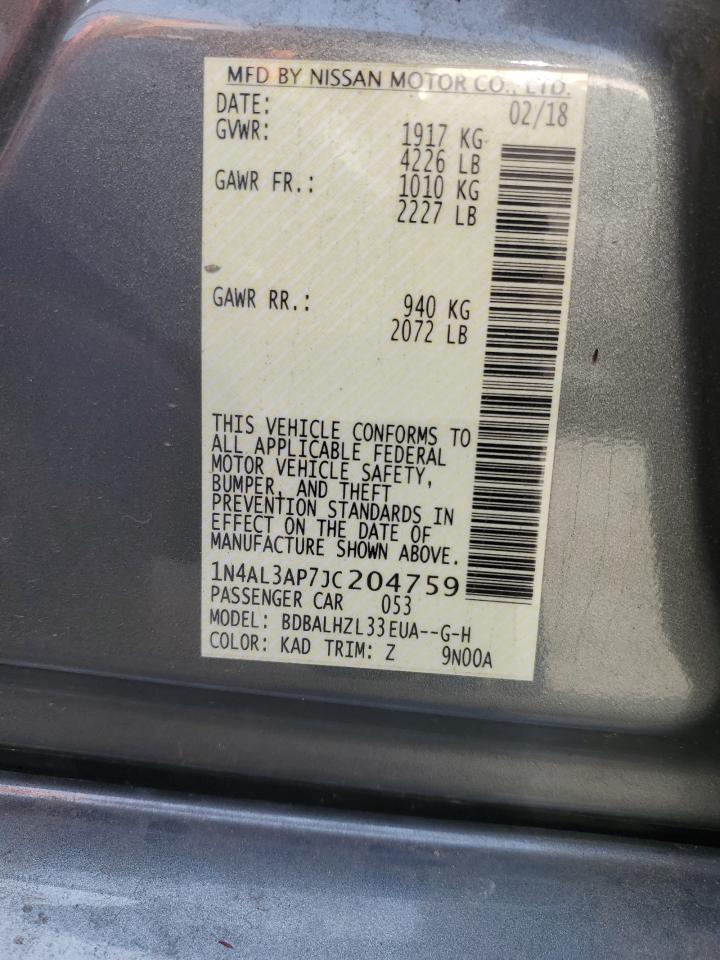 MFD BY NISSAN MOTOR CO., LTD.
DATE: 02/18
GVWR: 1917 KG
4226 LB
GAWR FR.: 1010 KG
2227 LB
GAWR RR.: 940 KG
2072 LB
THIS VEHICLE CONFORMS TO
ALL APPLICABLE FEDERAL
MOTOR VEHICLE SAFETY,
BUMPER, AND THEFT
PREVENTION STANDARDS IN
EFFECT ON THE DATE OF
MANUFACTURE SHOWN ABOVE.
1N4AL3AP7JC204759
PASSENGER CAR 053
MODEL: BDBALHZL33EUA--G-H
COLOR: KAD TRIM: Z 9N00A